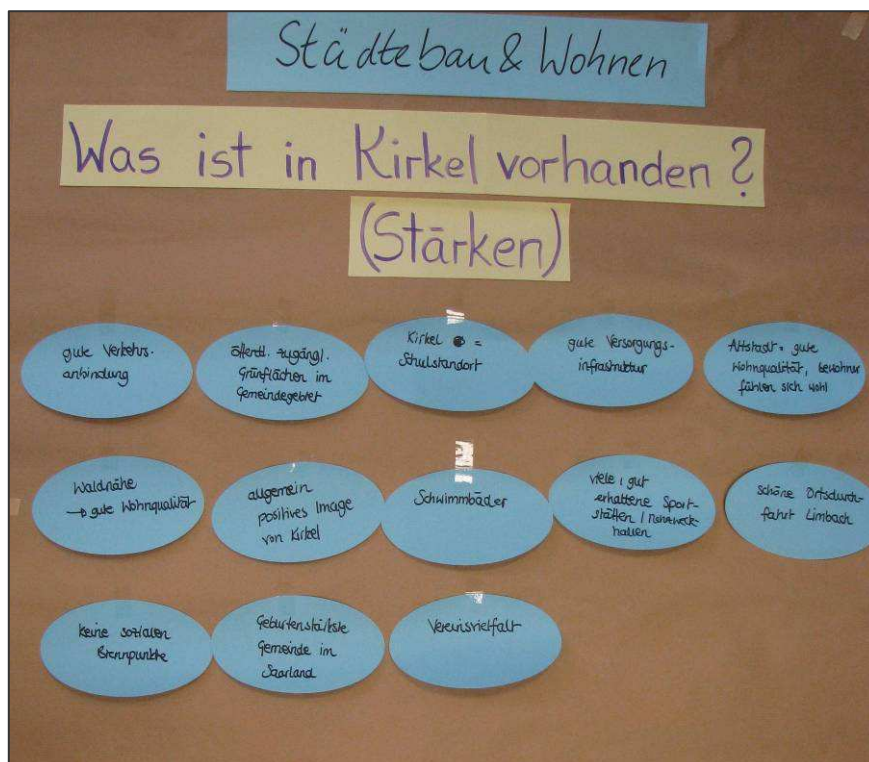 Städtebau & Wohnen
Was ist in Kirkel vorhanden?
(Stärken)
gute Verkehrs-
anbindung
öffentl. zugängl.
Grünflächen im
Gemeindegebiet
Kirkel =
Schulstandort
gute Versorgungs-
infrastruktur
Altstadt = gute
Wohnqualität, bewohner
fühlen sich wohl
Waldnähe
→ gute Wohnqualität
allgemein
positives Image
von Kirkel
Schwimmbäder
viele, gut
erhaltene Sport-
stätten / Mehrzweck-
hallen
schöne Ortsdurch-
fahrt Limbach
keine sozialen
Brennpunkte
Geburtenstärkste
Gemeinde im
Saarland
Vereinsvielfalt